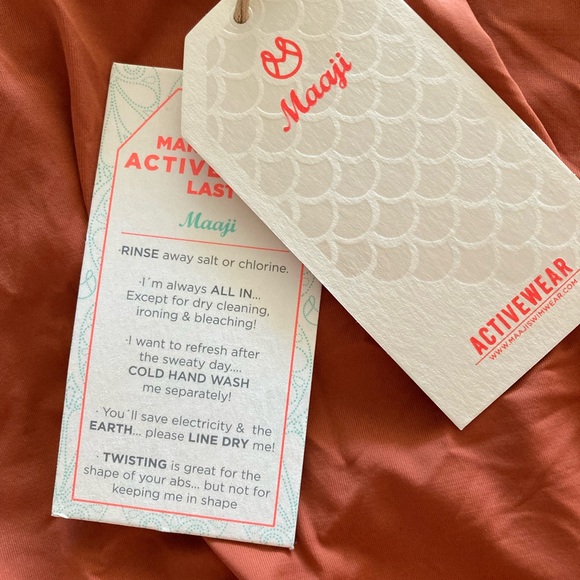 Maaji
ACTIVEWEAR
WWW.MAAJISWIMWEAR.COM
ACTIVE
LAST
Maaji
·RINSE away salt or chlorine.
·I´m always ALL IN...
Except for dry cleaning,
ironing & bleaching!
·I want to refresh after
the sweaty day....
COLD HAND WASH
me separately!
· You´ll save electricity & the
EARTH... please LINE DRY me!
· TWISTING is great for the
shape of your abs... but not for
keeping me in shape